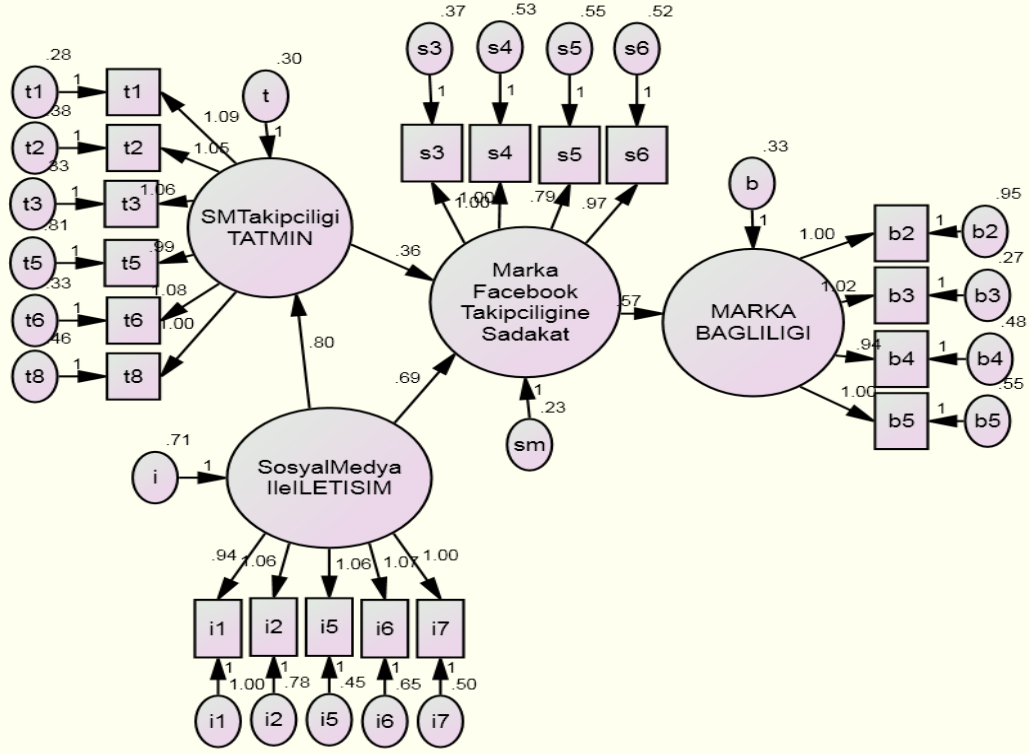 .37 .53 .55 .52
s3 s4 s5 s6
.28 .30
t1 1 t1 t 1 1 1 1
.38 1.09 1
t2 1 t2 1.05 s3 s4 s5 s6 .33
.33 b
t3 1 t3 1.06 SMTakipciligi 1.00 1.00 .79 .97 1 .95
.81 TATMIN 1.00 b2 1 b2
t5 1 t5 .99 .36 Marka .27
.33 1.08 Facebook 1.02 b3 1 b3
t6 1 t6 1.00 Takipciligine .57 MARKA .48
.46 Sadakat BAGLILIGI .94 b4 1 b4
t8 1 t8 .80 .55
.69 1 1.00 b5 1 b5
.23
.71 sm
i 1 SosyalMedya
IleILETISIM
.94 1.06 1.06 1.07 1.00
i1 i2 i5 i6 i7
1 1 1 1 1
1.00 .78 .45 .65 .50
i1 i2 i5 i6 i7